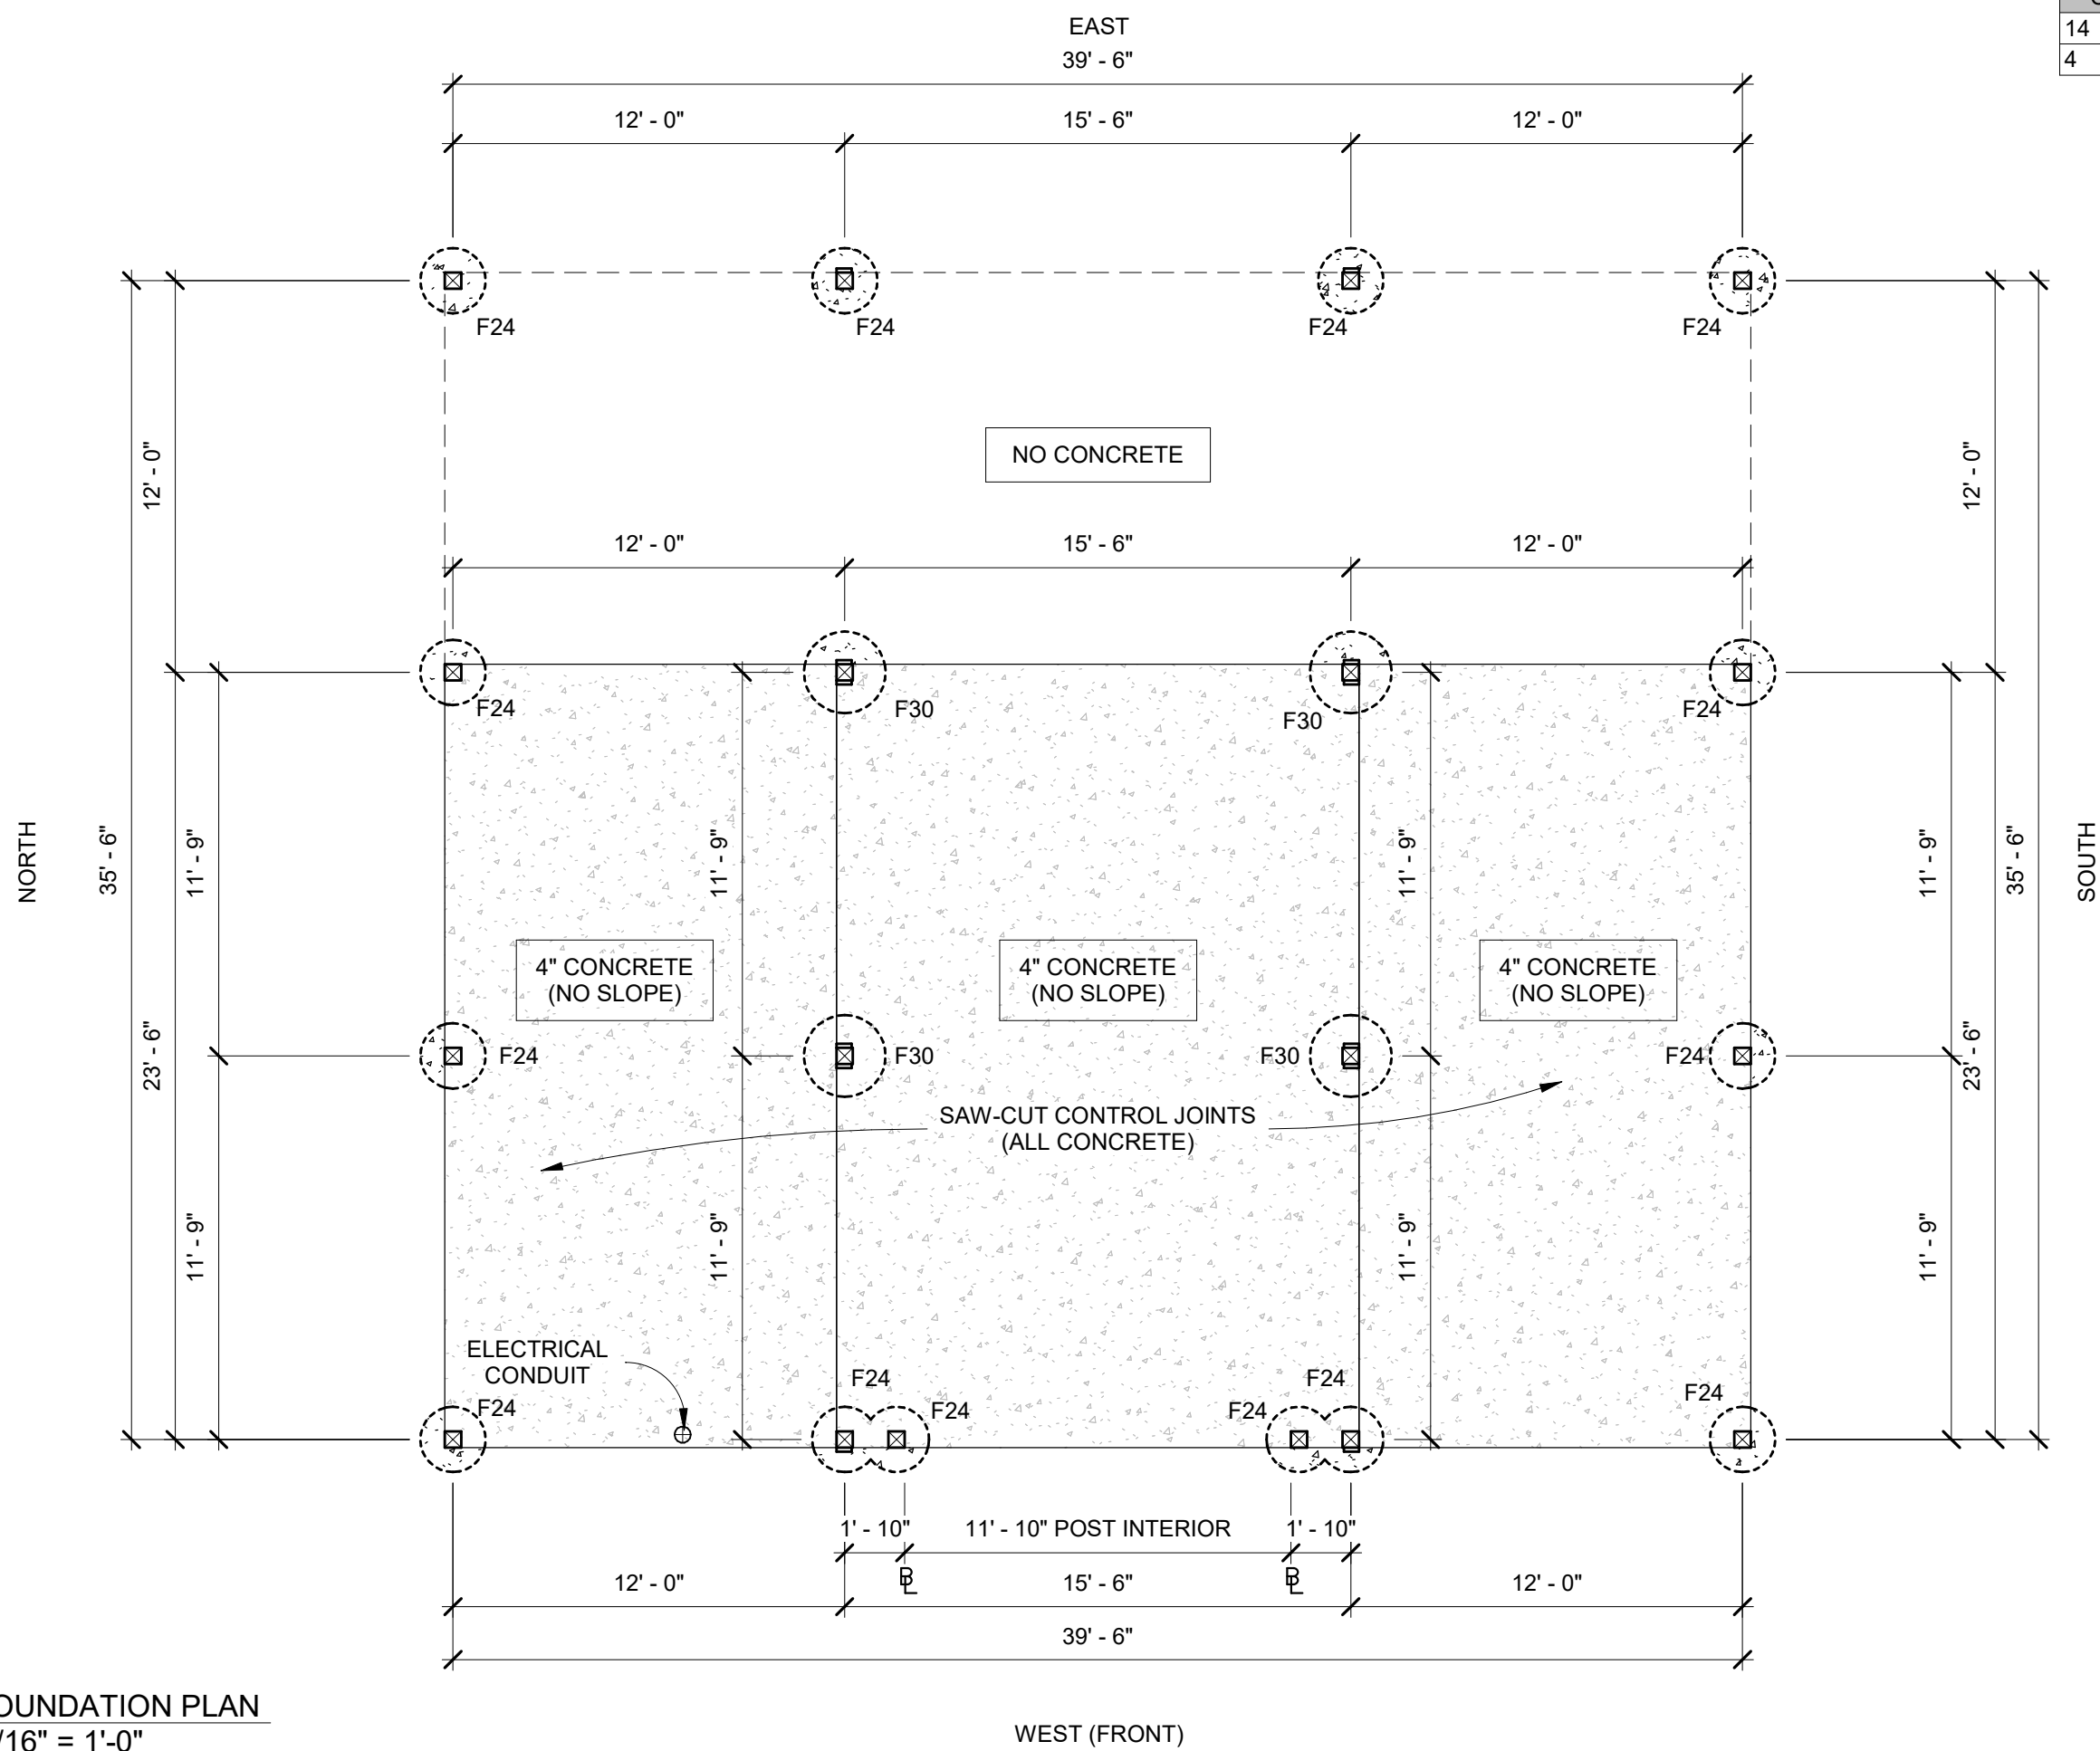 EAST
14
39' - 6"
4
12' - 0"
15' - 6"
12' - 0"
F24
F24
F24
F24
12' - 0"
NO CONCRETE
12' - 0"
12' - 0"
15' - 6"
12' - 0"
F24
F30
F30
F24
NORTH
35' - 6"
11' - 9"
11' - 9"
11' - 9"
11' - 9"
35' - 6"
SOUTH
4" CONCRETE
(NO SLOPE)
4" CONCRETE
(NO SLOPE)
4" CONCRETE
(NO SLOPE)
23' - 6"
F24
F30
F30
F24
23' - 6"
SAW-CUT CONTROL JOINTS
(ALL CONCRETE)
11' - 9"
11' - 9"
11' - 9"
11' - 9"
ELECTRICAL
CONDUIT
F24
F24
F24
F24
F24
F24
1' - 10"
11' - 10" POST INTERIOR
1' - 10"
BL
BL
12' - 0"
15' - 6"
12' - 0"
39' - 6"
OUNDATION PLAN
/16" = 1'-0"
WEST (FRONT)